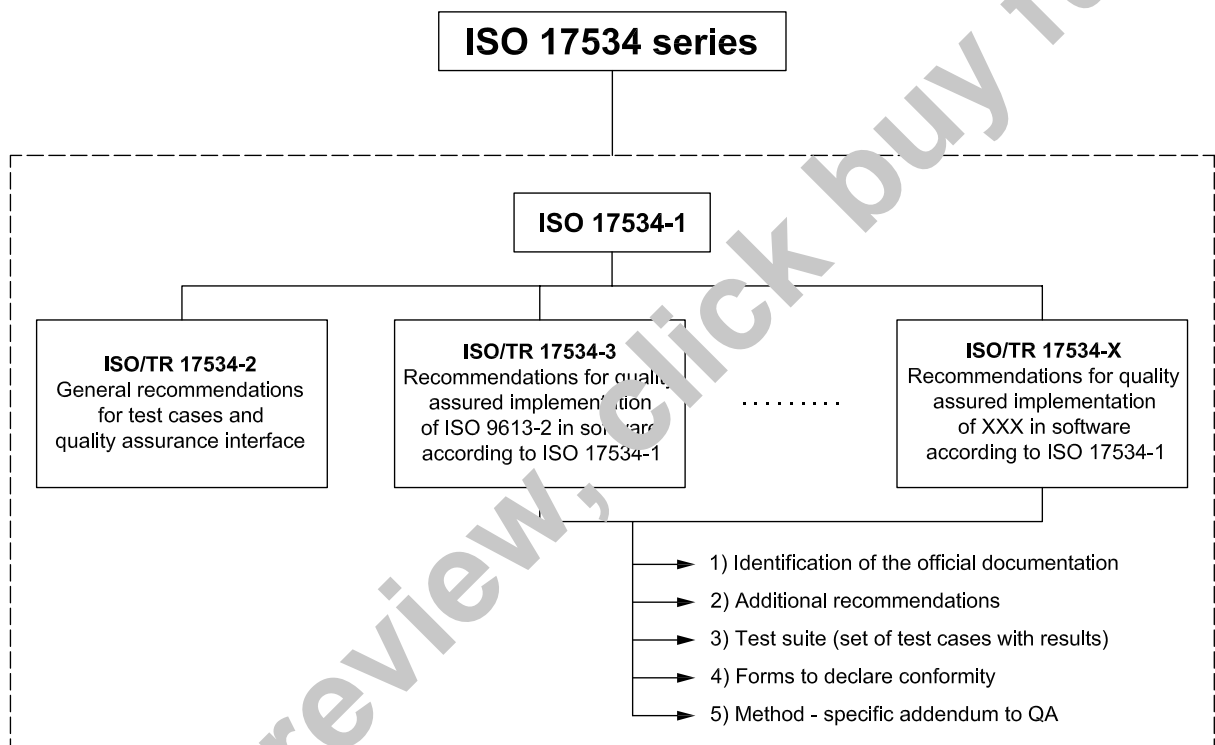 ISO 17534 series
ISO 17534-1
ISO/TR 17534-2
General recommendations
for test cases and
quality assurance interface
ISO/TR 17534-3
Recommendations for quality
assured implementation
of ISO 9613-2 in software
according to ISO 17534-1
.........
ISO/TR 17534-X
Recommendations for quality
assured implementation
of XXX in software
according to ISO 17534-1
1) Identification of the official documentation
2) Additional recommendations
3) Test suite (set of test cases with results)
4) Forms to declare conformity
5) Method - specific addendum to QA
review, click buy